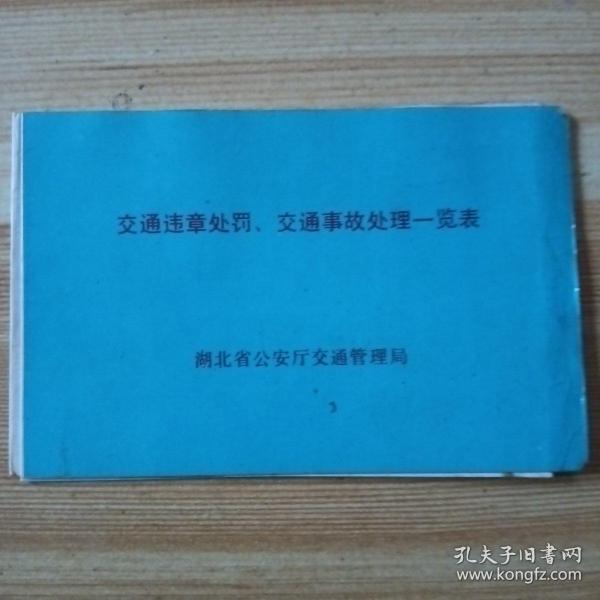 交通违章处罚、交通事故处理一览表
湖北省公安厅交通管理局
孔夫子旧书网
www.kongfz.com